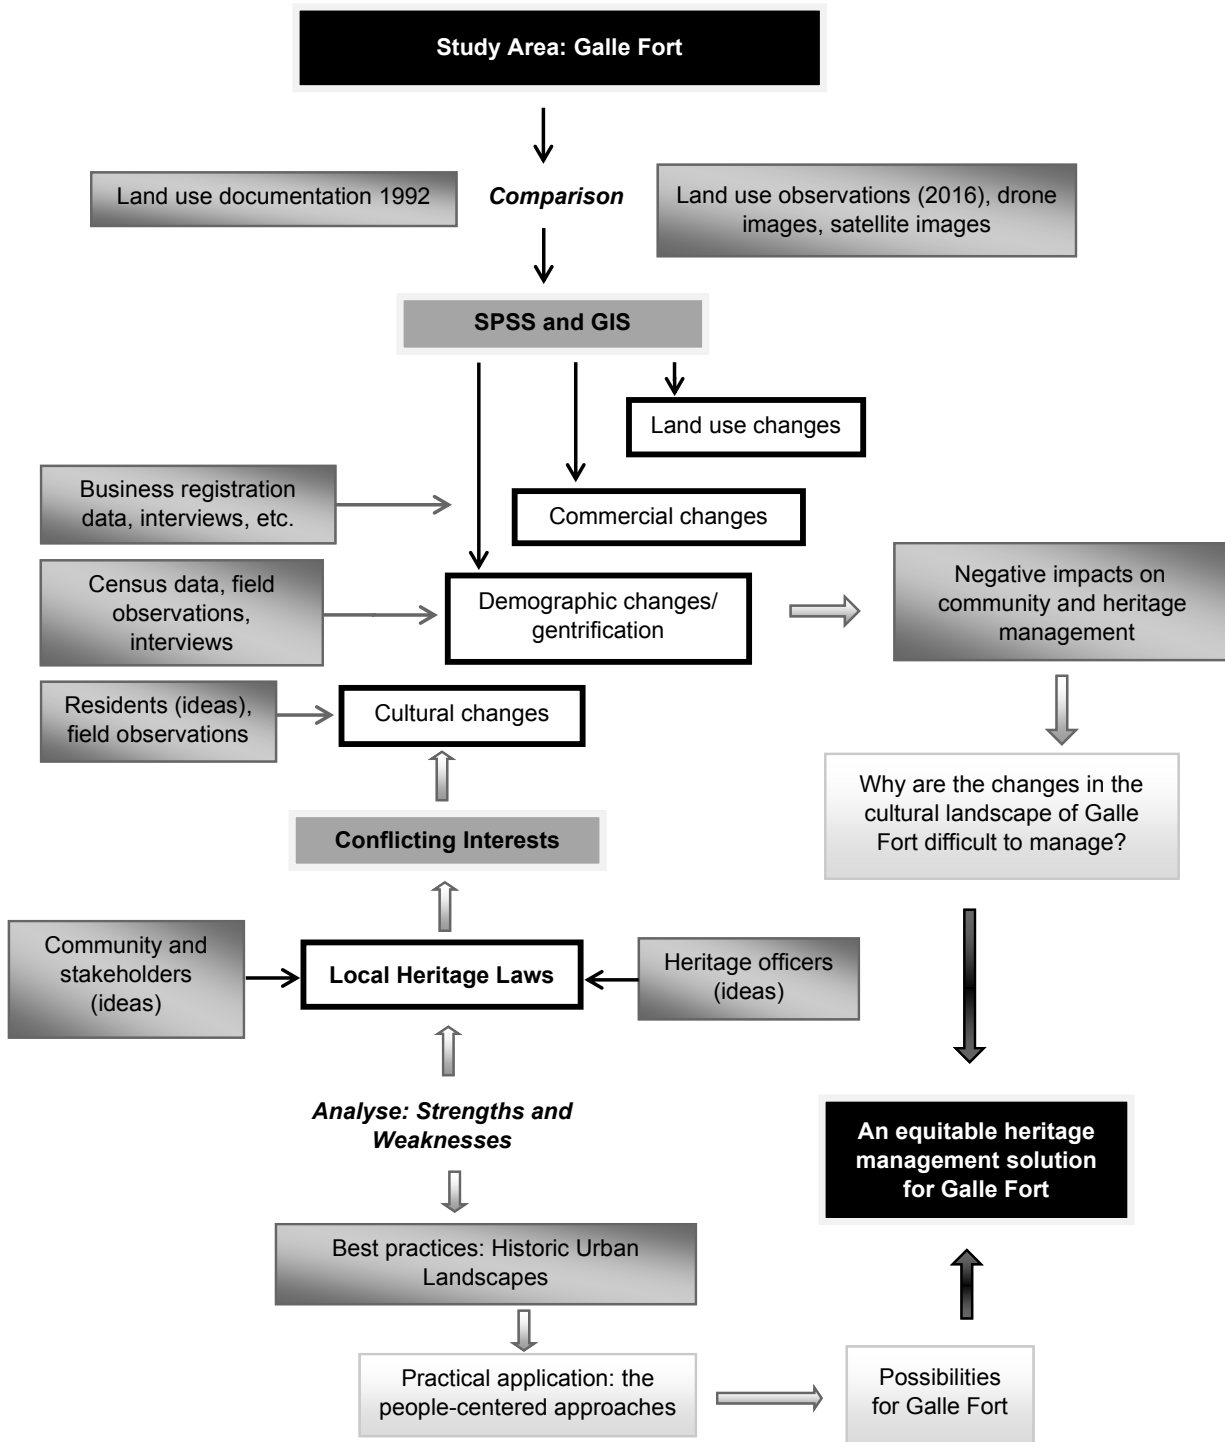 Study Area: Galle Fort
Land use documentation 1992
Comparison
Land use observations (2016), drone
images, satellite images
SPSS and GIS
Land use changes
Business registration
data, interviews, etc.
Commercial changes
Census data, field
observations,
interviews
Demographic changes/
gentrification
Negative impacts on
community and heritage
management
Residents (ideas),
field observations
Cultural changes
Why are the changes in the
cultural landscape of Galle
Fort difficult to manage?
Conflicting Interests
Community and
stakeholders
(ideas)
Local Heritage Laws
Heritage officers
(ideas)
Analyse: Strengths and
Weaknesses
An equitable heritage
management solution
for Galle Fort
Best practices: Historic Urban
Landscapes
Practical application: the
people-centered approaches
Possibilities
for Galle Fort